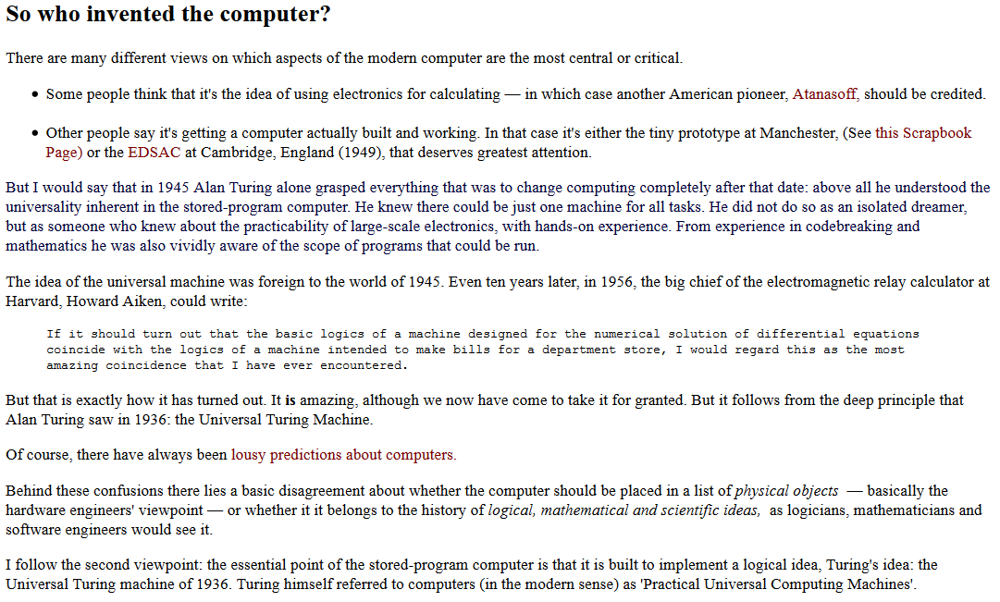 So who invented the computer?
There are many different views on which aspects of the modern computer are the most central or critical.
• Some people think that it's the idea of using electronics for calculating — in which case another American pioneer, Atanasoff, should be credited.
• Other people say it's getting a computer actually built and working. In that case it's either the tiny prototype at Manchester, (See this Scrapbook
Page) or the EDSAC at Cambridge, England (1949), that deserves greatest attention.
But I would say that in 1945 Alan Turing alone grasped everything that was to change computing completely after that date: above all he understood the
universality inherent in the stored-program computer. He knew there could be just one machine for all tasks. He did not do so as an isolated dreamer,
but as someone who knew about the practicability of large-scale electronics, with hands-on experience. From experience in codebreaking and
mathematics he was also vividly aware of the scope of programs that could be run.
The idea of the universal machine was foreign to the world of 1945. Even ten years later, in 1956, the big chief of the electromagnetic relay calculator at
Harvard, Howard Aiken, could write:
If it should turn out that the basic logics of a machine designed for the numerical solution of differential equations
coincide with the logics of a machine intended to make bills for a department store, I would regard this as the most
amazing coincidence that I have ever encountered.
But that is exactly how it has turned out. It is amazing, although we now have come to take it for granted. But it follows from the deep principle that
Alan Turing saw in 1936: the Universal Turing Machine.
Of course, there have always been lousy predictions about computers.
Behind these confusions there lies a basic disagreement about whether the computer should be placed in a list of physical objects — basically the
hardware engineers' viewpoint — or whether it it belongs to the history of logical, mathematical and scientific ideas, as logicians, mathematicians and
software engineers would see it.
I follow the second viewpoint: the essential point of the stored-program computer is that it is built to implement a logical idea, Turing's idea: the
Universal Turing machine of 1936. Turing himself referred to computers (in the modern sense) as 'Practical Universal Computing Machines'.